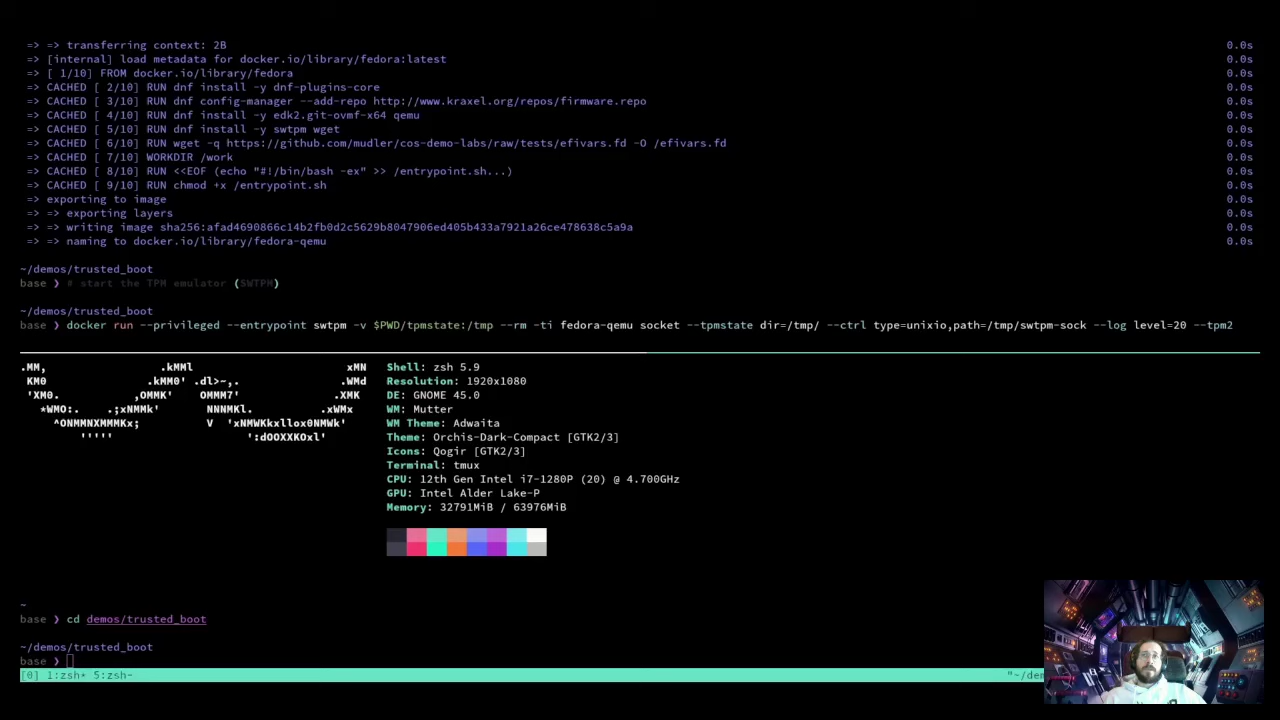 => => transferring context: 2B 0.0s
=> [internal] load metadata for docker.io/library/fedora:latest 0.0s
=> [ 1/10] FROM docker.io/library/fedora 0.0s
=> CACHED [ 2/10] RUN dnf install -y dnf-plugins-core 0.0s
=> CACHED [ 3/10] RUN dnf config-manager --add-repo http://www.kraxel.org/repos/firmware.repo 0.0s
=> CACHED [ 4/10] RUN dnf install -y edk2.git-ovmf-x64 qemu 0.0s
=> CACHED [ 5/10] RUN dnf install -y swtpm wget 0.0s
=> CACHED [ 6/10] RUN wget -q https://github.com/mudler/cos-demo-labs/raw/tests/efivars.fd -O /efivars.fd 0.0s
=> CACHED [ 7/10] WORKDIR /work 0.0s
=> CACHED [ 8/10] RUN <<EOF (echo "#!/bin/bash -ex" >> /entrypoint.sh...) 0.0s
=> CACHED [ 9/10] RUN chmod +x /entrypoint.sh 0.0s
=> exporting to image 0.0s
=> => exporting layers 0.0s
=> => writing image sha256:afad4690866c14b2fb0d2c5629b8047906ed405b433a7921a26ce478638c5a9a 0.0s
=> => naming to docker.io/library/fedora-qemu 0.0s
~/demos/trusted_boot
base ❯ # start the TPM emulator (SWTPM)
~/demos/trusted_boot
base ❯ docker run --privileged --entrypoint swtpm -v $PWD/tpmstate:/tmp --rm -ti fedora-qemu socket --tpmstate dir=/tmp/ --ctrl type=unixio,path=/tmp/swtpm-sock --log level=20 --tpm2
.MM, .kMMl xMN Shell: zsh 5.9
KM0 .kMM0' .dl>~,. .WMd Resolution: 1920x1080
'XM0. ,OMMK' OMMM7' .XMK DE: GNOME 45.0
*WMO:. .;xNMMk' NNNMKl. .xWMx WM: Mutter
^ONMMNXMMMKx; V 'xNMWKkxllox0NMWk' WM Theme: Adwaita
''''' ':dOOXXKOxl' Theme: Orchis-Dark-Compact [GTK2/3]
Icons: Qogir [GTK2/3]
Terminal: tmux
CPU: 12th Gen Intel i7-1280P (20) @ 4.700GHz
GPU: Intel Alder Lake-P
Memory: 32791MiB / 63976MiB
~
base ❯ cd demos/trusted_boot
~/demos/trusted_boot
base ❯
[0] 1:zsh* 5:zsh- "~/dem